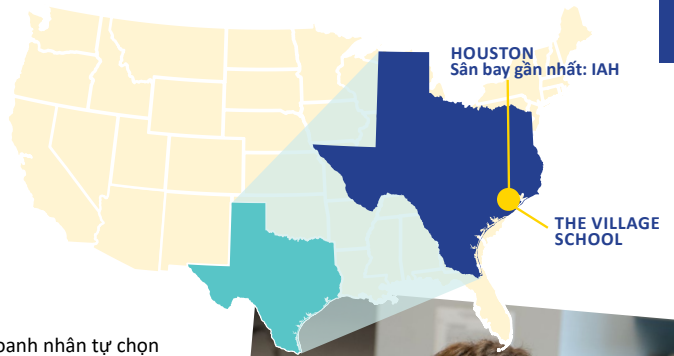 HOUSTON
Sân bay gần nhất: IAH
THE VILLAGE
SCHOOL
oanh nhân tự chọn